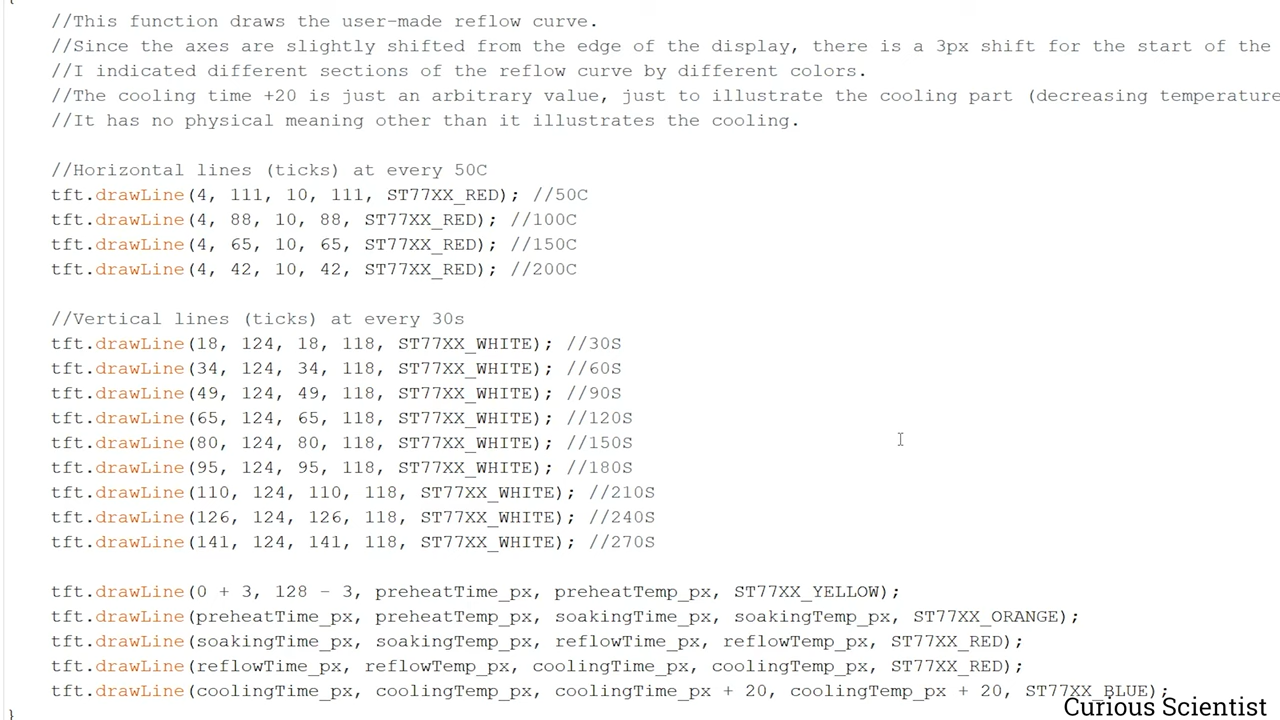 {
//This function draws the user-made reflow curve.
//Since the axes are slightly shifted from the edge of the display, there is a 3px shift for the start of the
//I indicated different sections of the reflow curve by different colors.
//The cooling time +20 is just an arbitrary value, just to illustrate the cooling part (decreasing temperature
//It has no physical meaning other than it illustrates the cooling.
//Horizontal lines (ticks) at every 50C
tft.drawLine(4, 111, 10, 111, ST77XX_RED); //50C
tft.drawLine(4, 88, 10, 88, ST77XX_RED); //100C
tft.drawLine(4, 65, 10, 65, ST77XX_RED); //150C
tft.drawLine(4, 42, 10, 42, ST77XX_RED); //200C
//Vertical lines (ticks) at every 30s
tft.drawLine(18, 124, 18, 118, ST77XX_WHITE); //30S
tft.drawLine(34, 124, 34, 118, ST77XX_WHITE); //60S
tft.drawLine(49, 124, 49, 118, ST77XX_WHITE); //90S
tft.drawLine(65, 124, 65, 118, ST77XX_WHITE); //120S
tft.drawLine(80, 124, 80, 118, ST77XX_WHITE); //150S
tft.drawLine(95, 124, 95, 118, ST77XX_WHITE); //180S
tft.drawLine(110, 124, 110, 118, ST77XX_WHITE); //210S
tft.drawLine(126, 124, 126, 118, ST77XX_WHITE); //240S
tft.drawLine(141, 124, 141, 118, ST77XX_WHITE); //270S
tft.drawLine(0 + 3, 128 - 3, preheatTime_px, preheatTemp_px, ST77XX_YELLOW);
tft.drawLine(preheatTime_px, preheatTemp_px, soakingTime_px, soakingTemp_px, ST77XX_ORANGE);
tft.drawLine(soakingTime_px, soakingTemp_px, reflowTime_px, reflowTemp_px, ST77XX_RED);
tft.drawLine(reflowTime_px, reflowTemp_px, coolingTime_px, coolingTemp_px, ST77XX_RED);
tft.drawLine(coolingTime_px, coolingTemp_px, coolingTime_px + 20, coolingTemp_px + 20, ST77XX_BLUE);
}
Curious Scientist